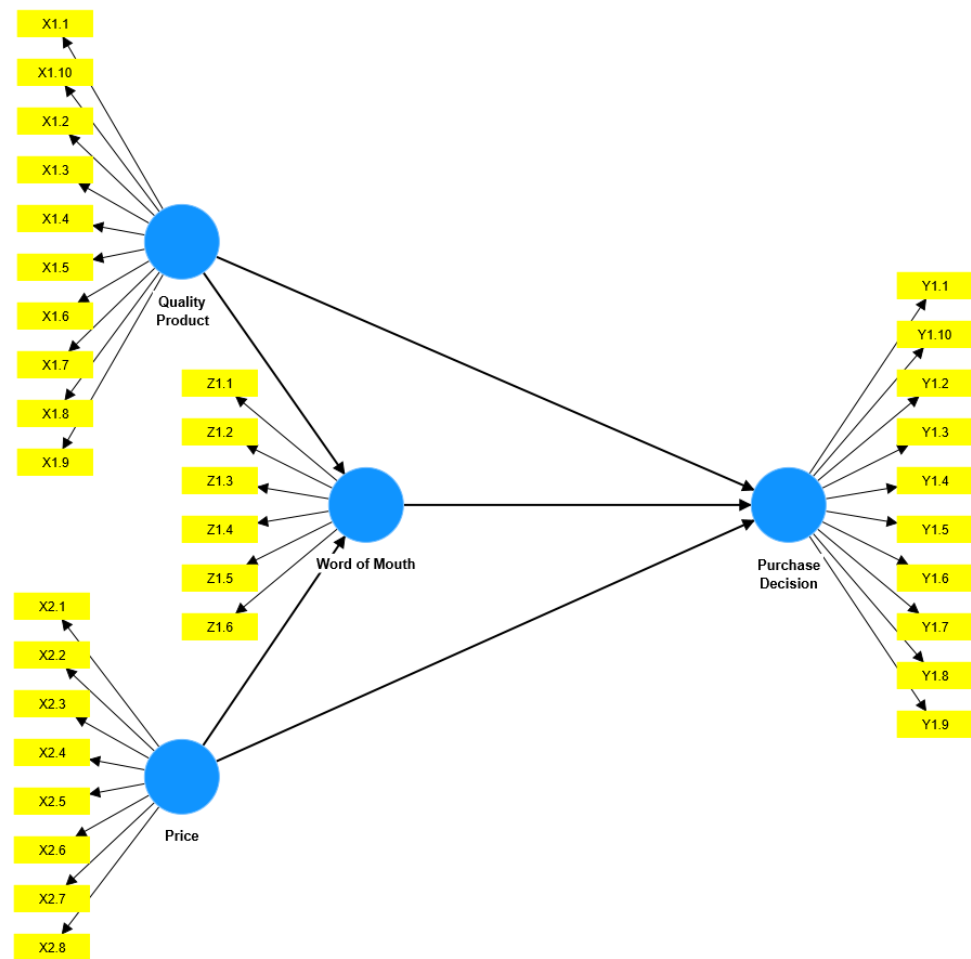 X1.1
X1.10
X1.2
X1.3
X1.4
X1.5
X1.6
X1.7
X1.8
X1.9
Quality
Product
Z1.1
Z1.2
Z1.3
Z1.4
Z1.5
Z1.6
Word of Mouth
X2.1
X2.2
X2.3
X2.4
X2.5
X2.6
X2.7
X2.8
Price
Y1.1
Y1.10
Y1.2
Y1.3
Y1.4
Y1.5
Y1.6
Y1.7
Y1.8
Y1.9
Purchase
Decision